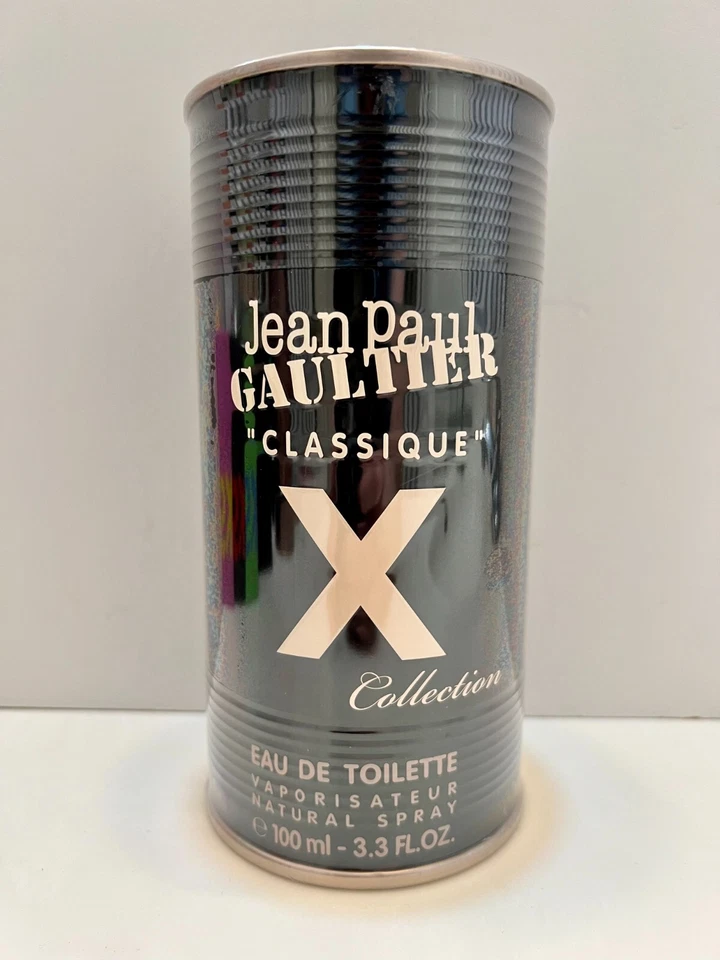 Jean Paul
GAULTIER
"CLASSIQUE"
X
Collection
EAU DE TOILETTE
VAPORISATEUR
NATURAL SPRAY
℮ 100 ml - 3.3 FL.OZ.